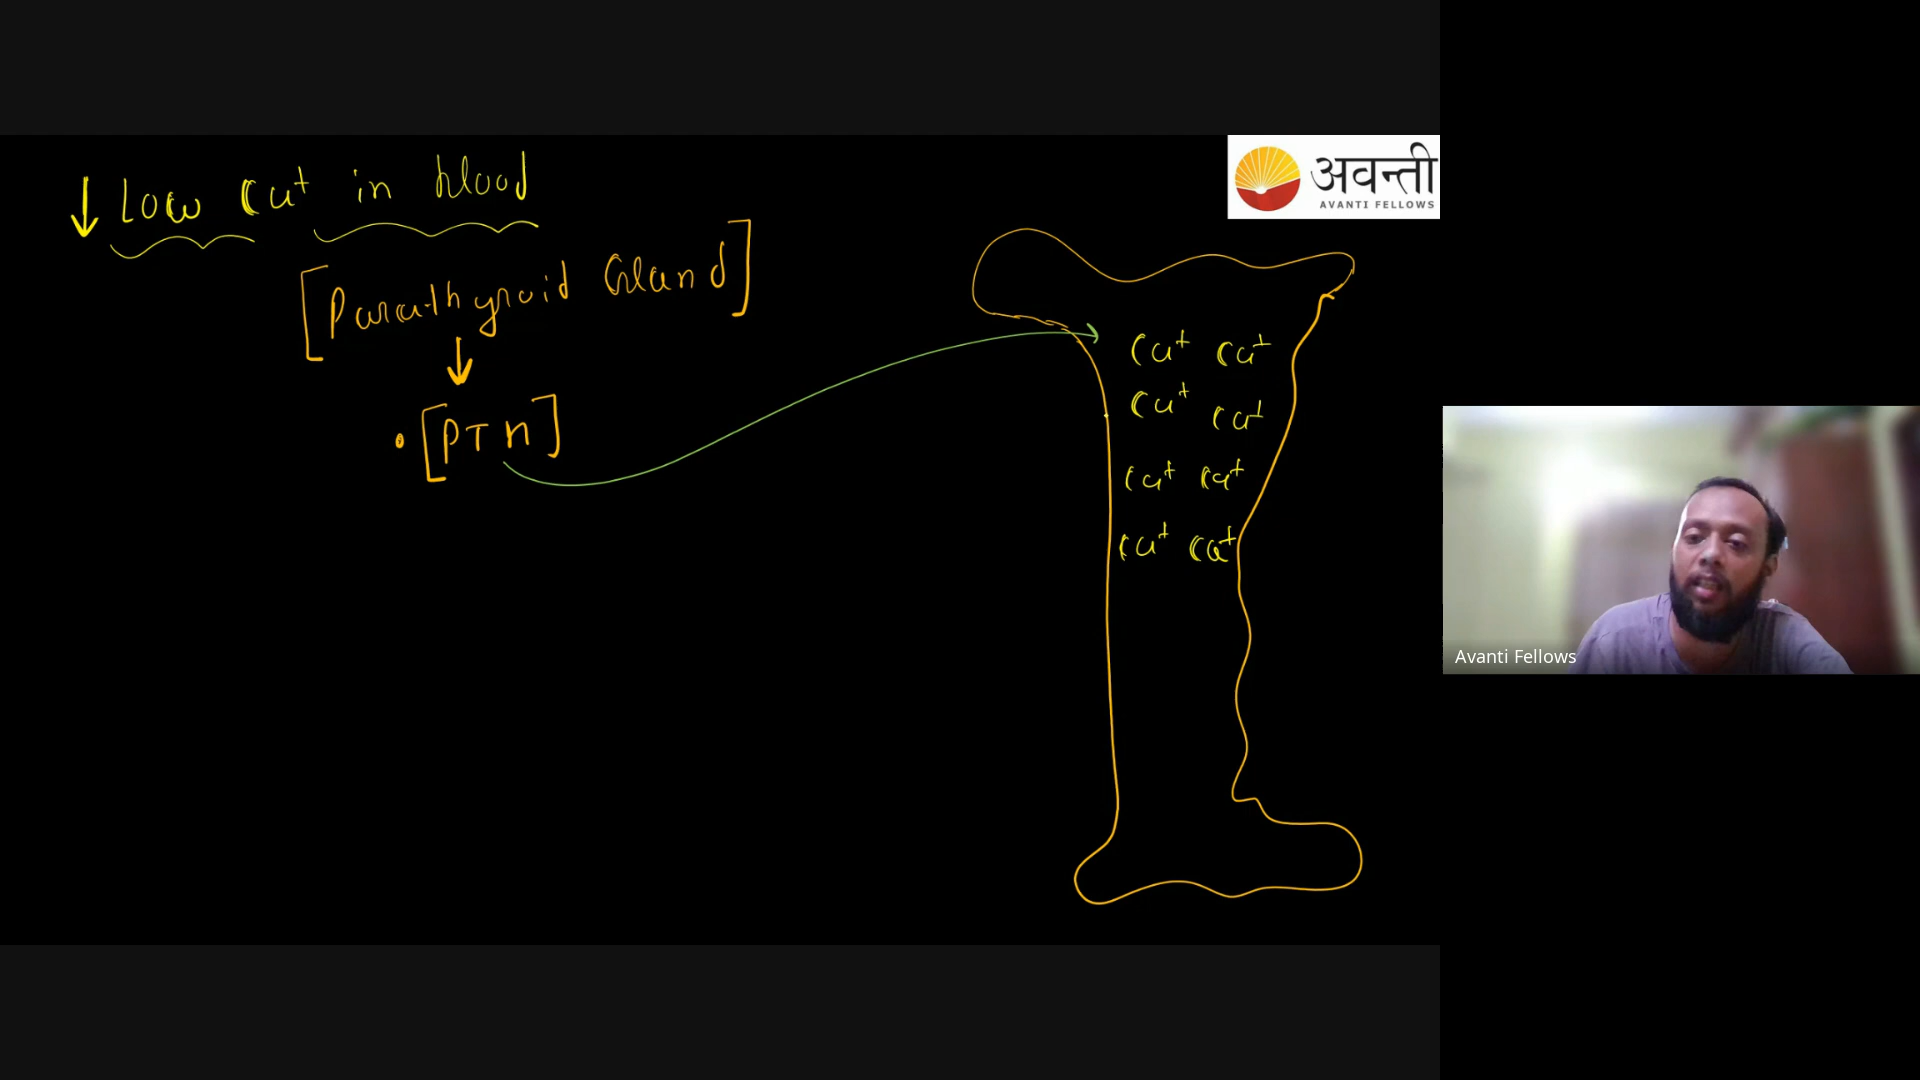 ↓ Low Ca+ in blood
[Parathyroid Gland]
↓
• [PTH]
Ca+ Ca+
Ca+ Ca+
Ca+ Ca+
Ca+ Ca+
अवन्ती
AVANTI FELLOWS
Avanti Fellows